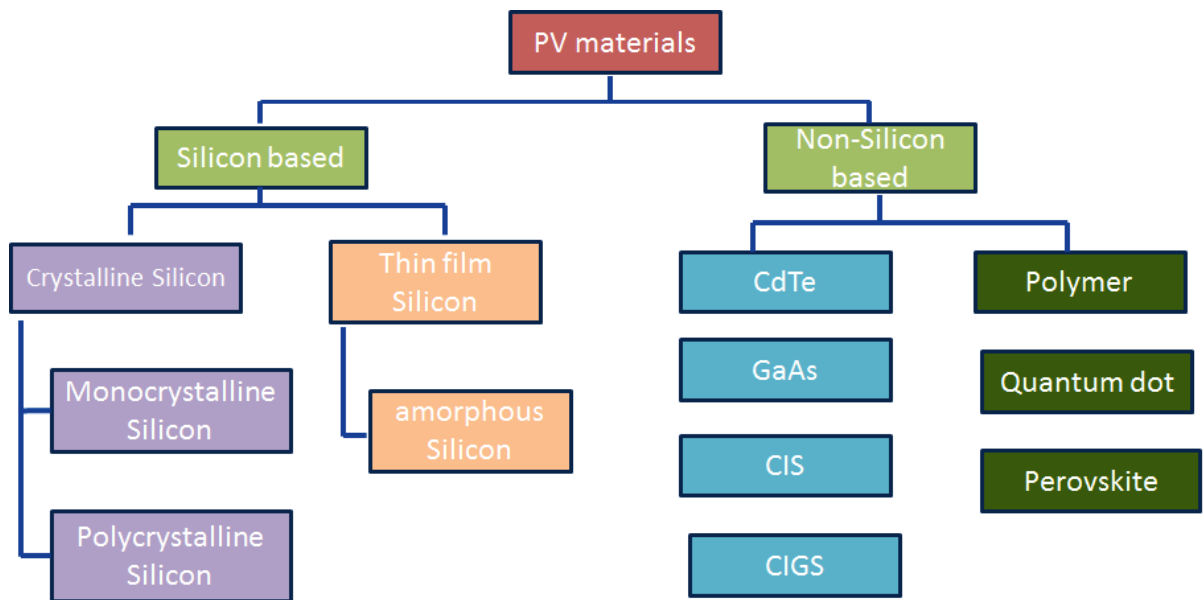 PV materials
Silicon based
Non-Silicon
based
Crystalline Silicon
Thin film
Silicon
CdTe
Polymer
Monocrystalline
Silicon
amorphous
Silicon
GaAs
Quantum dot
CIS
Perovskite
Polycrystalline
Silicon
CIGS